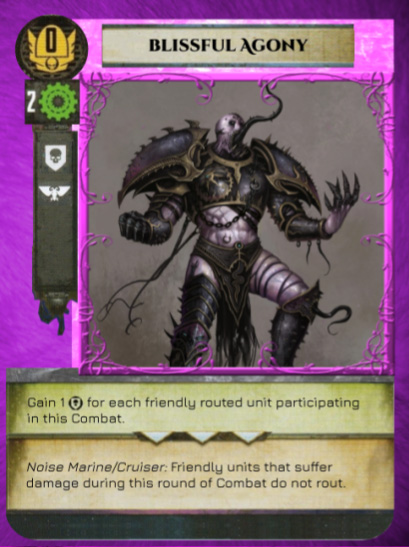 0
BLISSFUL AGONY
2
Gain 1 for each friendly routed unit participating
in this Combat.
Noise Marine/Cruiser: Friendly units that suffer
damage during this round of Combat do not rout.